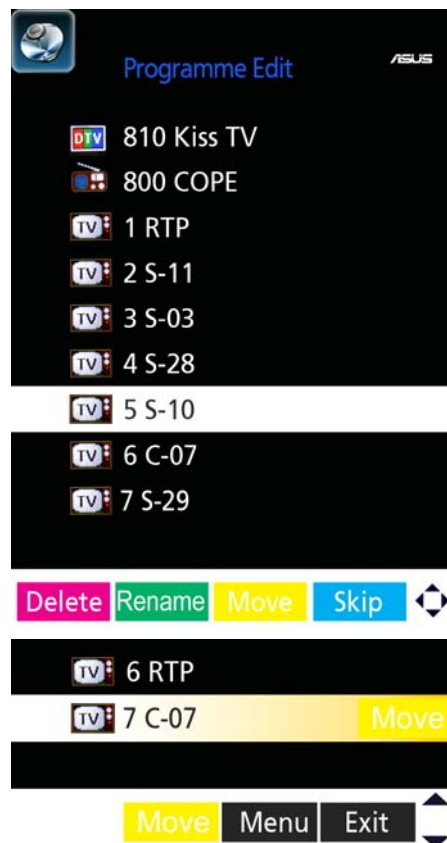 Programme Edit
ASUS
DTV 810 Kiss TV
800 COPE
TV 1 RTP
TV 2 S-11
TV 3 S-03
TV 4 S-28
TV 5 S-10
TV 6 C-07
TV 7 S-29
Delete Rename Move Skip
TV 6 RTP
TV 7 C-07 Move
Move Menu Exit